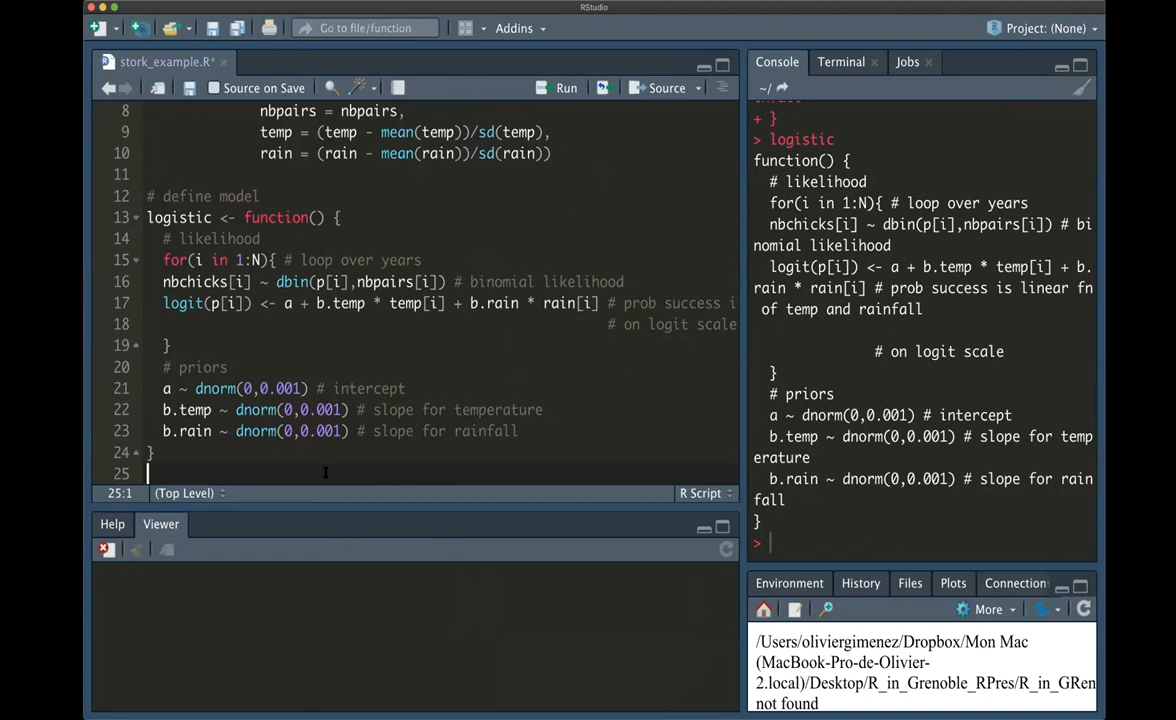 RStudio
Go to file/function
Addins
Project: (None)
stork_example.R*
Source on Save
Run
Source
8 nbpairs = nbpairs,
9 temp = (temp - mean(temp))/sd(temp),
10 rain = (rain - mean(rain))/sd(rain))
11
12 # define model
13 logistic <- function() {
14 # likelihood
15 for(i in 1:N){ # loop over years
16 nbchicks[i] ~ dbin(p[i],nbpairs[i]) # binomial likelihood
17 logit(p[i]) <- a + b.temp * temp[i] + b.rain * rain[i] # prob success i
18 # on logit scale
19 }
20 # priors
21 a ~ dnorm(0,0.001) # intercept
22 b.temp ~ dnorm(0,0.001) # slope for temperature
23 b.rain ~ dnorm(0,0.001) # slope for rainfall
24 }
25
25:1 (Top Level) R Script
Help Viewer
Console Terminal Jobs
~/
+ }
> logistic
function() {
# likelihood
for(i in 1:N){ # loop over years
nbchicks[i] ~ dbin(p[i],nbpairs[i]) # bi
nomial likelihood
logit(p[i]) <- a + b.temp * temp[i] + b.
rain * rain[i] # prob success is linear fn
of temp and rainfall
# on logit scale
}
# priors
a ~ dnorm(0,0.001) # intercept
b.temp ~ dnorm(0,0.001) # slope for temp
erature
b.rain ~ dnorm(0,0.001) # slope for rain
fall
}
>
Environment History Files Plots Connection
More
/Users/oliviergimenez/Dropbox/Mon Mac
(MacBook-Pro-de-Olivier-
2.local)/Desktop/R_in_Grenoble_RPres/R_in_GRen
not found